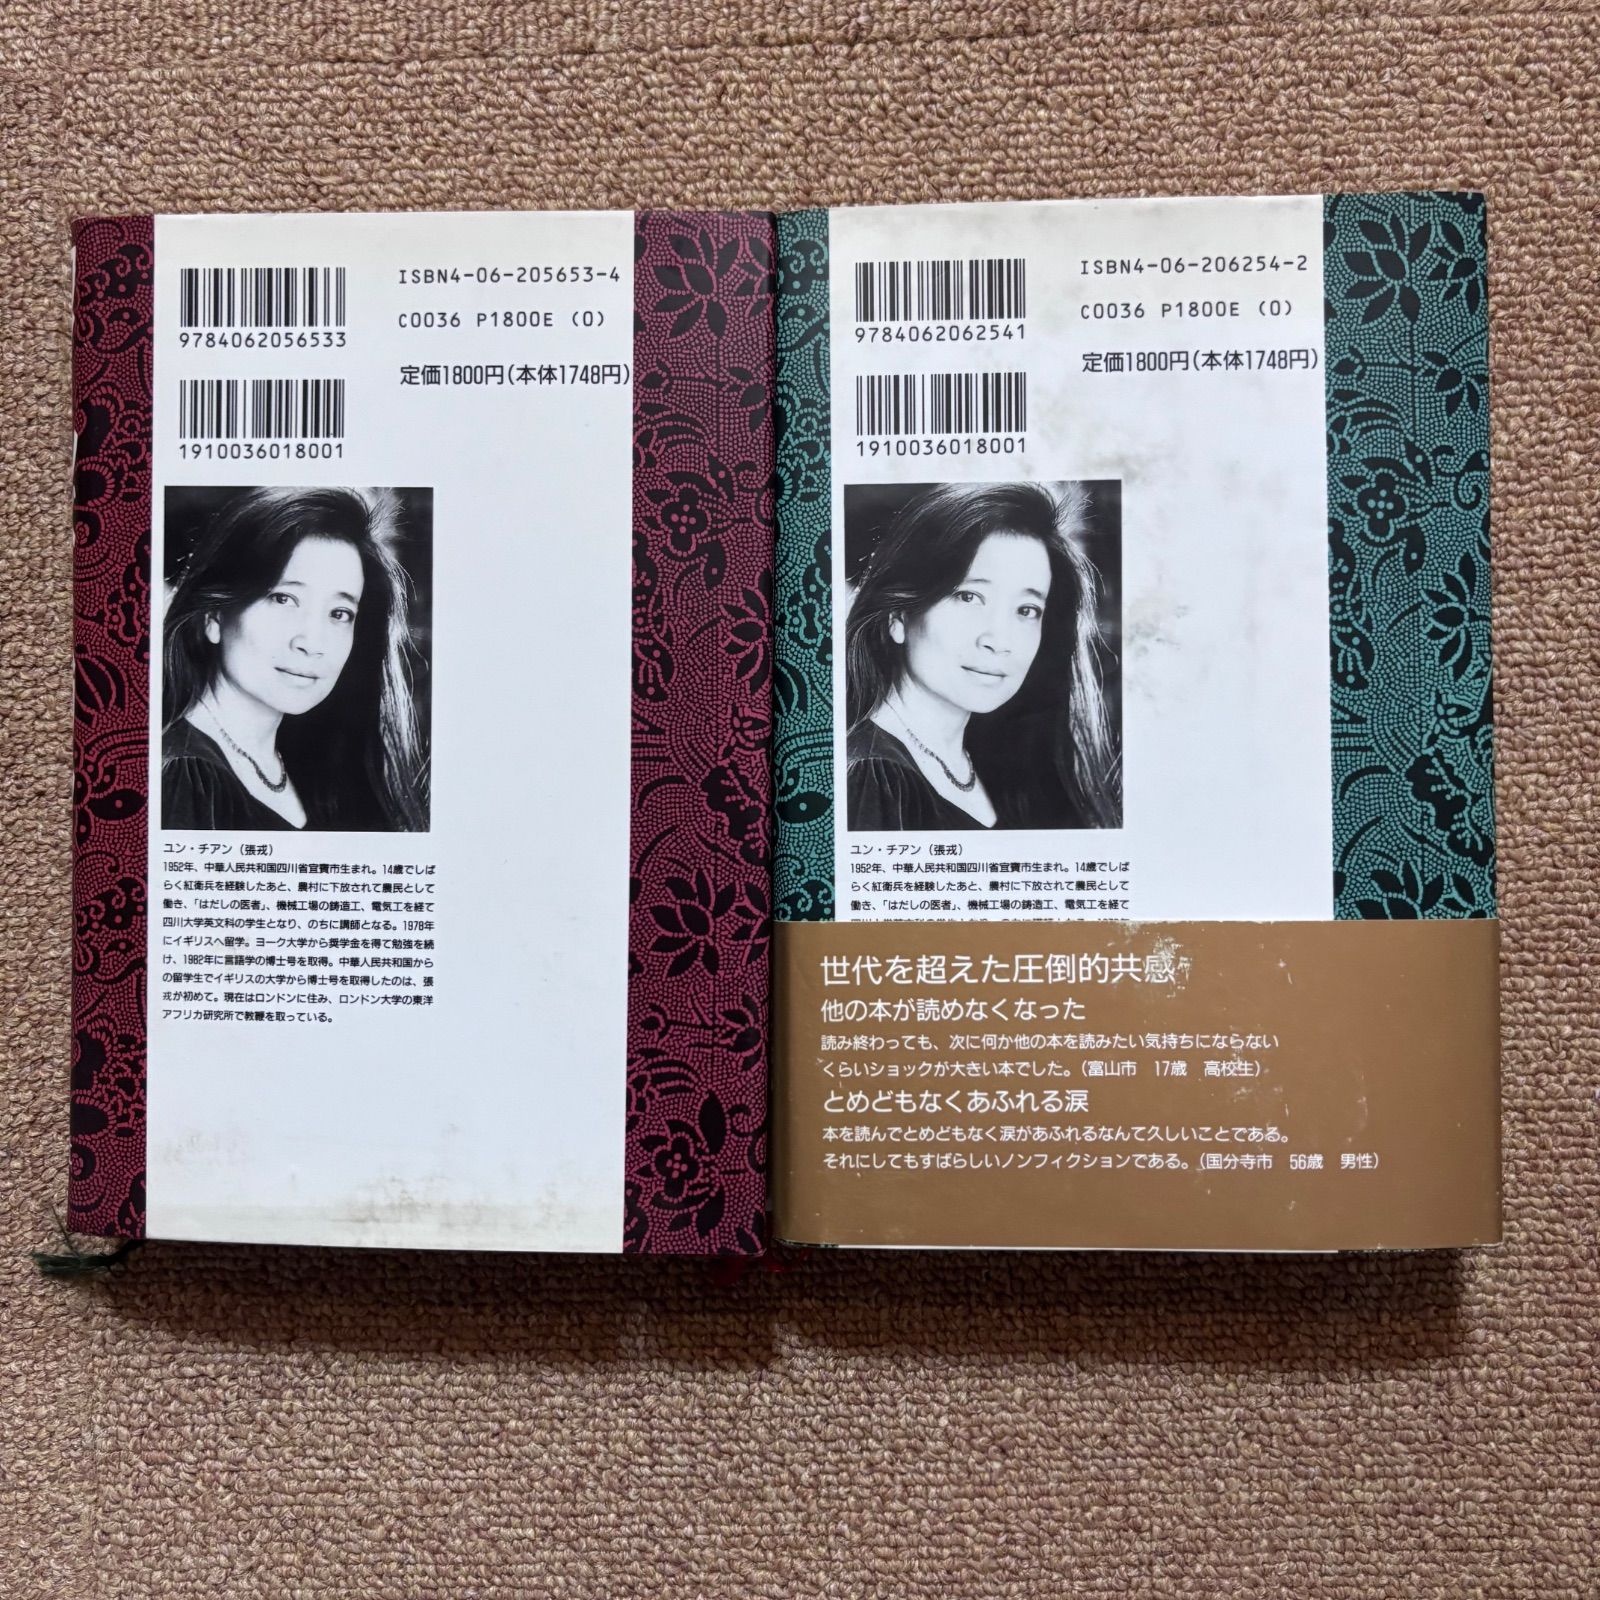 ISBN4-06-205653-4
C0036 P1800E (0)
9784062056533
定価1800円(本体1748円)
1910036018001
ユン・チアン(張戎)
1952年、中華人民共和国四川省宜賓市生まれ。14歳でしば
らく紅衛兵を経験したあと、農村に下放されて農民として
働き、「はだしの医者」、機械工場の鋳造工、電気工を経て
四川大学英文科の学生となり、のちに講師となる。1978年
にイギリスへ留学。ヨーク大学から奨学金を得て勉強を続
け、1982年に言語学の博士号を取得。中華人民共和国から
の留学生でイギリスの大学から博士号を取得したのは、張
戎が初めて。現在はロンドンに住み、ロンドン大学の東洋
アフリカ研究所で教鞭を取っている。
ISBN4-06-206254-2
C0036 P1800E (0)
9784062062541
定価1800円(本体1748円)
1910036018001
ユン・チアン(張戎)
1952年、中華人民共和国四川省宜賓市生まれ。14歳でしば
らく紅衛兵を経験したあと、農村に下放されて農民として
働き、「はだしの医者」、機械工場の鋳造工、電気工を経て
世代を超えた圧倒的共感
他の本が読めなくなった
読み終わっても、次に何か他の本を読みたい気持ちにならない
くらいショックが大きい本でした。(富山市 17歳 高校生)
とめどもなくあふれる涙
本を読んでとめどもなく涙があふれるなんて久しいことである。
それにしてもすばらしいノンフィクションである。(国分寺市 56歳 男性)